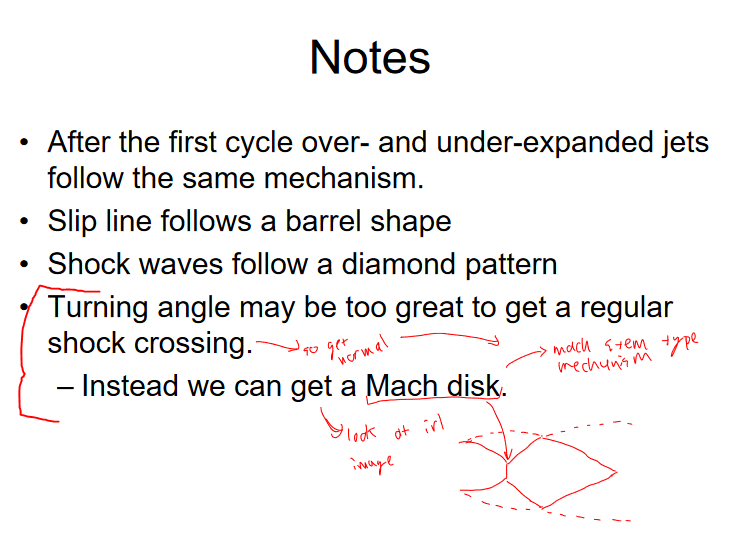 Notes
• After the first cycle over- and under-expanded jets
follow the same mechanism.
• Slip line follows a barrel shape
• Shock waves follow a diamond pattern
• Turning angle may be too great to get a regular
shock crossing.
so get
normal
mach stem type
mechanism
– Instead we can get a Mach disk.
look at irl
image